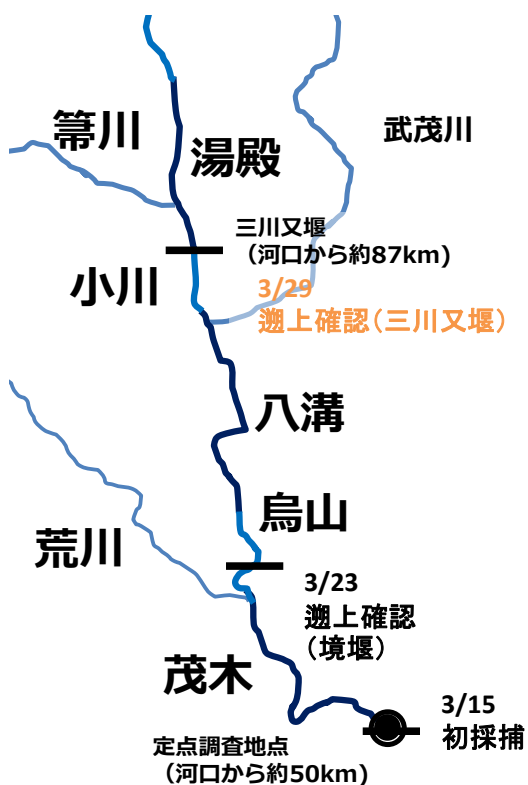 箒川
湯殿
武茂川
三川又堰
（河口から約87km)
小川
3/29
遡上確認（三川又堰）
八溝
烏山
荒川
3/23
遡上確認
（境堰）
茂木
3/15
初採捕
定点調査地点
（河口から約50km)